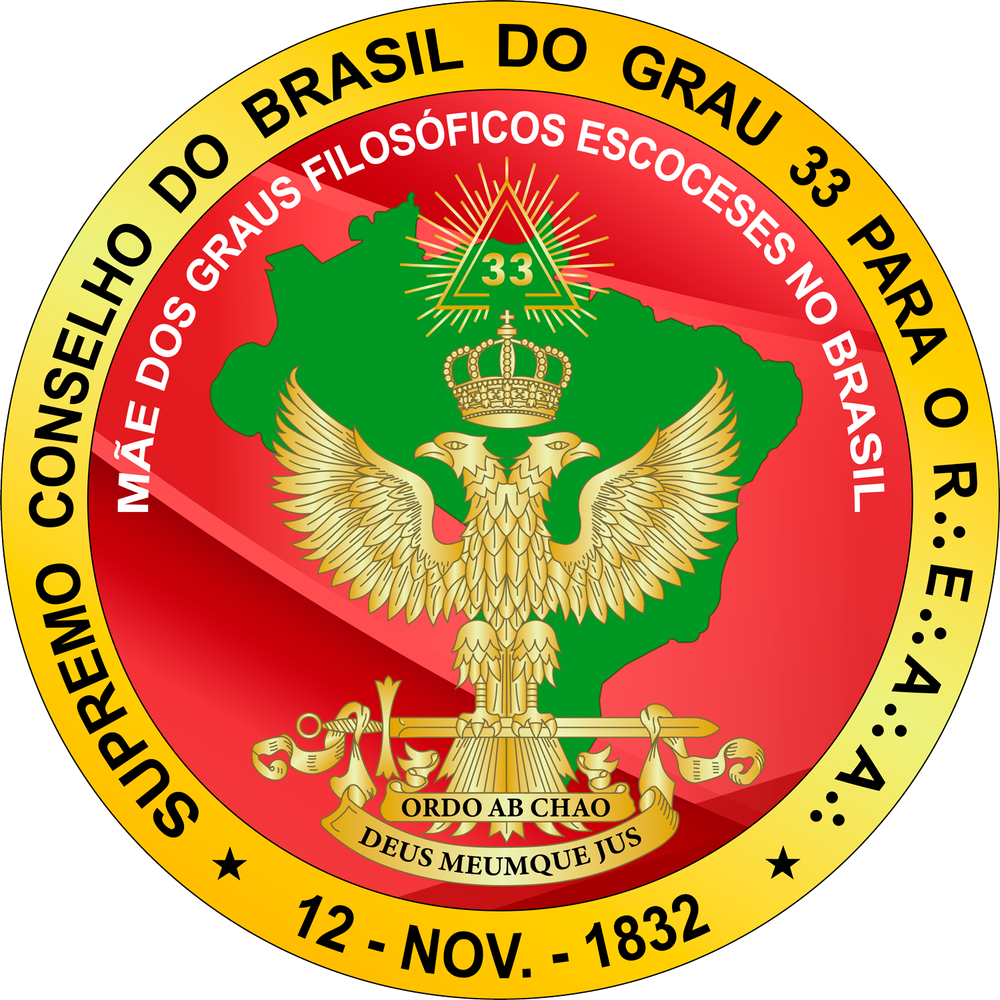 SUPREMO CONSELHO DO BRASIL DO GRAU 33 PARA O R∴E∴A∴A∴
MÃE DOS GRAUS FILOSÓFICOS ESCOCESES NO BRASIL
33
ORDO AB CHAO
DEUS MEUMQUE JUS
★ 12 - NOV. - 1832 ★